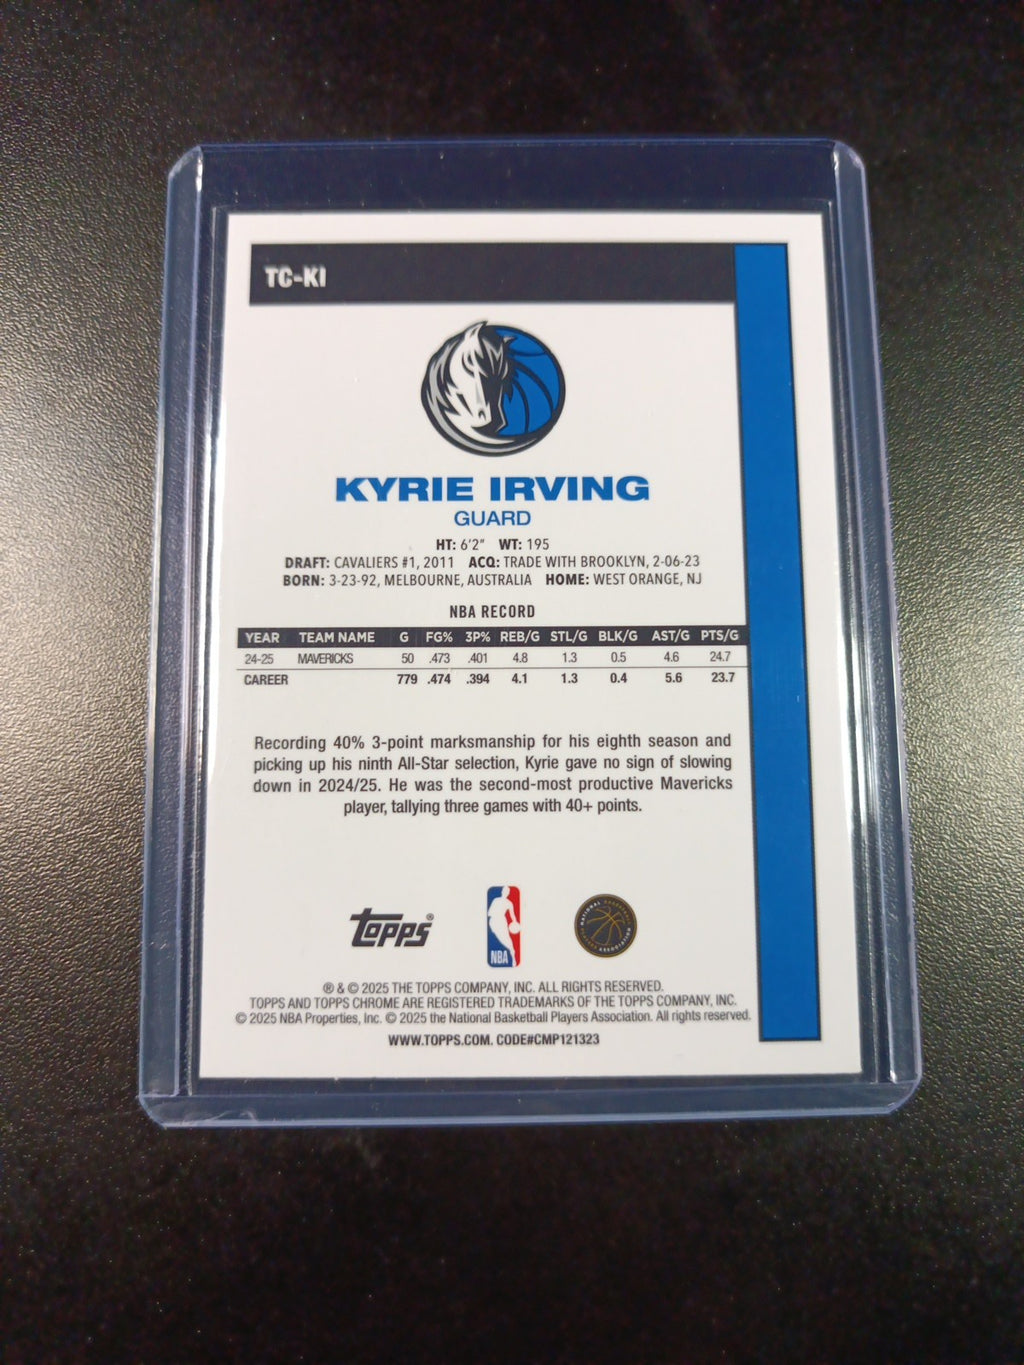 TC-KI
KYRIE IRVING
GUARD
HT: 6'2" WT: 195
DRAFT: CAVALIERS #1, 2011 ACQ: TRADE WITH BROOKLYN, 2-06-23
BORN: 3-23-92, MELBOURNE, AUSTRALIA HOME: WEST ORANGE, NJ
NBA RECORD
YEAR TEAM NAME G FG% 3P% REB/G STL/G BLK/G AST/G PTS/G
24-25 MAVERICKS 50 .473 .401 4.8 1.3 0.5 4.6 24.7
CAREER 779 .474 .394 4.1 1.3 0.4 5.6 23.7
Recording 40% 3-point marksmanship for his eighth season and
picking up his ninth All-Star selection, Kyrie gave no sign of slowing
down in 2024/25. He was the second-most productive Mavericks
player, tallying three games with 40+ points.
Topps®
NBA
NATIONAL BASKETBALL PLAYERS ASSOCIATION
® & © 2025 THE TOPPS COMPANY, INC. ALL RIGHTS RESERVED.
TOPPS AND TOPPS CHROME ARE REGISTERED TRADEMARKS OF THE TOPPS COMPANY, INC.
© 2025 NBA Properties, Inc. © 2025 the National Basketball Players Association. All rights reserved.
WWW.TOPPS.COM. CODE#CMP121323